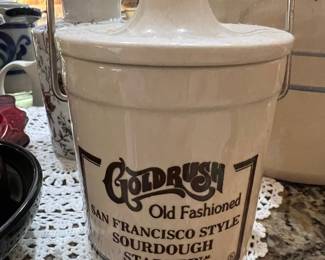 GOLDRUSH
Old Fashioned
SAN FRANCISCO STYLE
SOURDOUGH